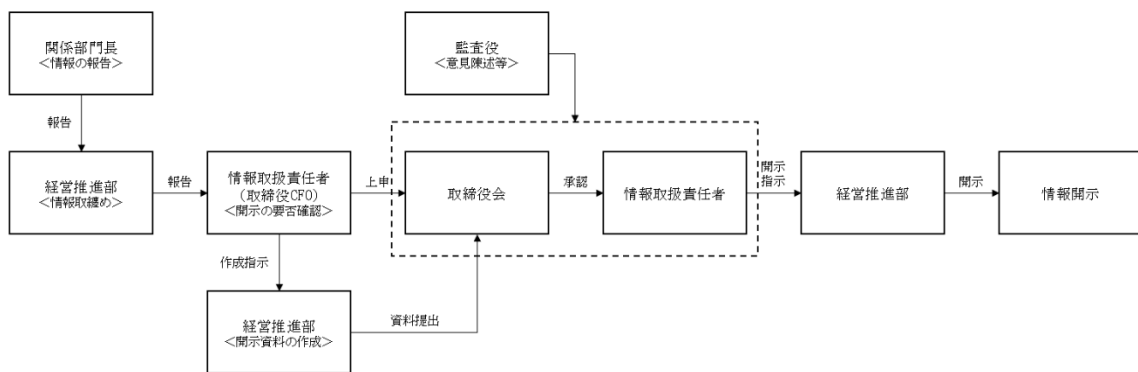 関係部門長
＜情報の報告＞
監査役
＜意見陳述等＞
報告
経営推進部
＜情報取纏め＞
報告
情報取扱責任者
(取締役CFO)
＜開示の要否確認＞
上申
取締役会
承認
情報取扱責任者
開示
指示
経営推進部
開示
情報開示
作成指示
経営推進部
＜開示資料の作成＞
資料提出